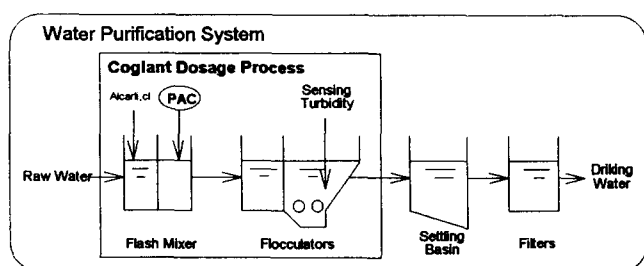 Water Purification System
Coglant Dosage Process
Alcarli,cl
PAC
Sensing
Turbidity
Raw Water
Driking
Water
Flash Mixer
Flocculators
Settling
Basin
Filters